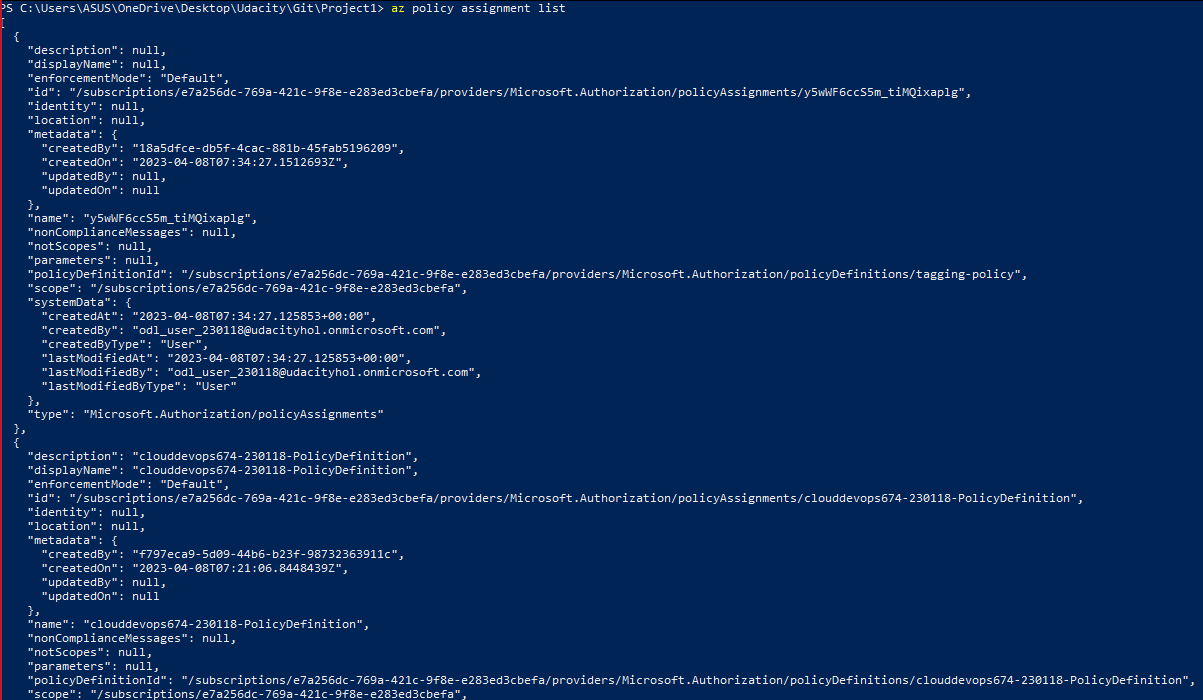 PS C:\Users\ASUS\OneDrive\Desktop\Udacity\Git\Project1> az policy assignment list
[
  {
    "description": null,
    "displayName": null,
    "enforcementMode": "Default",
    "id": "/subscriptions/e7a256dc-769a-421c-9f8e-e283ed3cbefa/providers/Microsoft.Authorization/policyAssignments/y5wWF6ccS5m_tiMQixaplg",
    "identity": null,
    "location": null,
    "metadata": {
      "createdBy": "18a5dfce-db5f-4cac-881b-45fab5196209",
      "createdOn": "2023-04-08T07:34:27.1512693Z",
      "updatedBy": null,
      "updatedOn": null
    },
    "name": "y5wWF6ccS5m_tiMQixaplg",
    "nonComplianceMessages": null,
    "notScopes": null,
    "parameters": null,
    "policyDefinitionId": "/subscriptions/e7a256dc-769a-421c-9f8e-e283ed3cbefa/providers/Microsoft.Authorization/policyDefinitions/tagging-policy",
    "scope": "/subscriptions/e7a256dc-769a-421c-9f8e-e283ed3cbefa",
    "systemData": {
      "createdAt": "2023-04-08T07:34:27.125853+00:00",
      "createdBy": "odl_user_230118@udacityhol.onmicrosoft.com",
      "createdByType": "User",
      "lastModifiedAt": "2023-04-08T07:34:27.125853+00:00",
      "lastModifiedBy": "odl_user_230118@udacityhol.onmicrosoft.com",
      "lastModifiedByType": "User"
    },
    "type": "Microsoft.Authorization/policyAssignments"
  },
  {
    "description": "clouddevops674-230118-PolicyDefinition",
    "displayName": "clouddevops674-230118-PolicyDefinition",
    "enforcementMode": "Default",
    "id": "/subscriptions/e7a256dc-769a-421c-9f8e-e283ed3cbefa/providers/Microsoft.Authorization/policyAssignments/clouddevops674-230118-PolicyDefinition",
    "identity": null,
    "location": null,
    "metadata": {
      "createdBy": "f797eca9-5d09-44b6-b23f-98732363911c",
      "createdOn": "2023-04-08T07:21:06.8448439Z",
      "updatedBy": null,
      "updatedOn": null
    },
    "name": "clouddevops674-230118-PolicyDefinition",
    "nonComplianceMessages": null,
    "notScopes": null,
    "parameters": null,
    "policyDefinitionId": "/subscriptions/e7a256dc-769a-421c-9f8e-e283ed3cbefa/providers/Microsoft.Authorization/policyDefinitions/clouddevops674-230118-PolicyDefinition",
    "scope": "/subscriptions/e7a256dc-769a-421c-9f8e-e283ed3cbefa",